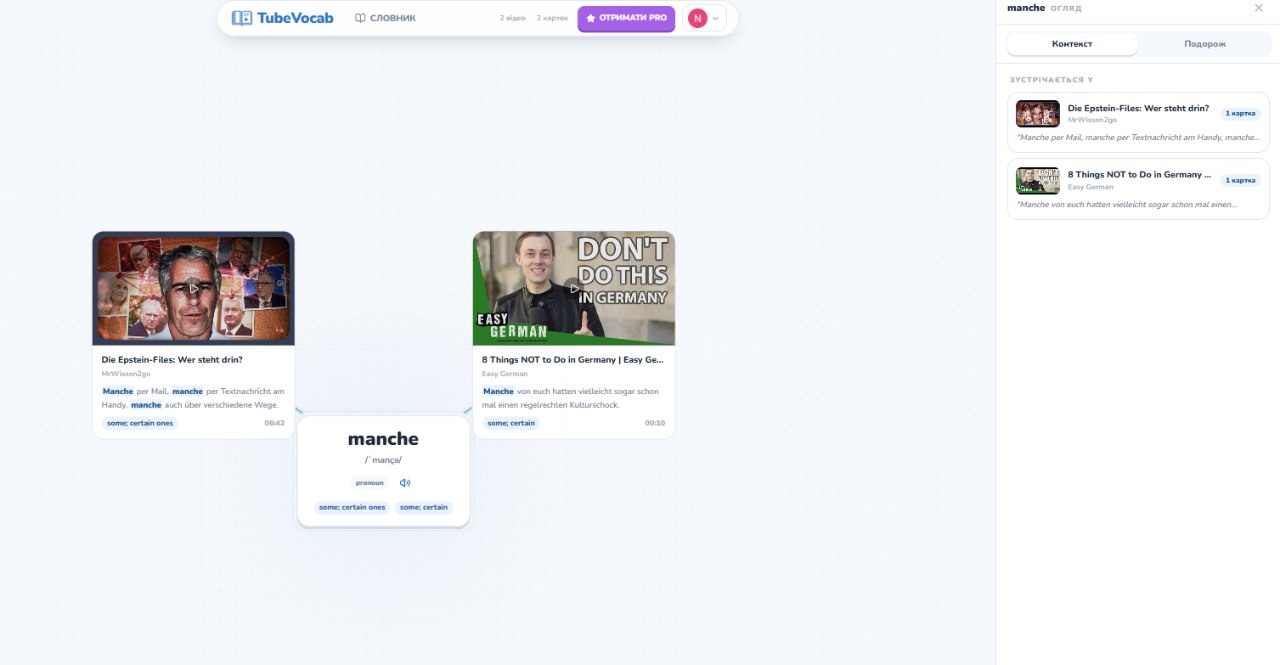 TubeVocab
СЛОВНИК
2 відео
2 карток
ОТРИМАТИ PRO
N
manche огляд
Контекст
Подорож
ЗУСТРІЧАЄТЬСЯ У
Die Epstein-Files: Wer steht drin?
MrWissen2go
1 картка
"Manche per Mail, manche per Textnachricht am Handy, manche...
8 Things NOT to Do in Germany ...
Easy German
1 картка
"Manche von euch hatten vielleicht sogar schon mal einen...
Die Epstein-Files: Wer steht drin?
MrWissen2go
Manche per Mail, manche per Textnachricht am
Handy, manche auch über verschiedene Wege.
some; certain ones
06:42
DON'T
DO THIS
IN GERMANY
EASY
GERMAN
8 Things NOT to Do in Germany | Easy Ge...
Easy German
Manche von euch hatten vielleicht sogar schon
mal einen regelrechten Kulturschock.
some; certain
00:10
manche
/ˈmançə/
pronoun
some; certain ones
some; certain